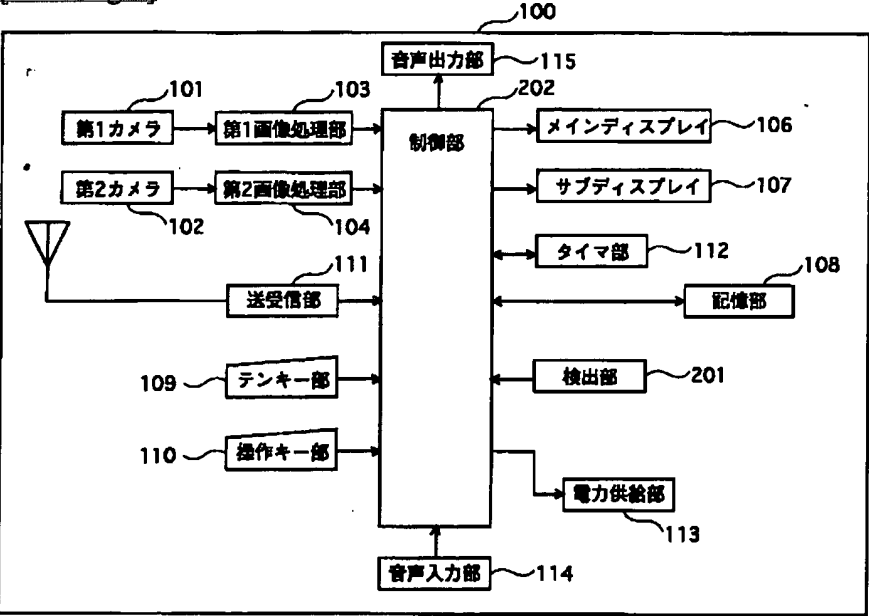 100
音声出力部
115
101
103
202
第1カメラ
第1画像処理部
制御部
メインディスプレイ
106
第2カメラ
第2画像処理部
サブディスプレイ
107
102
104
111
タイマ部
112
108
送受信部
記憶部
109
テンキー部
検出部
201
110
操作キー部
電力供給部
113
音声入力部
114